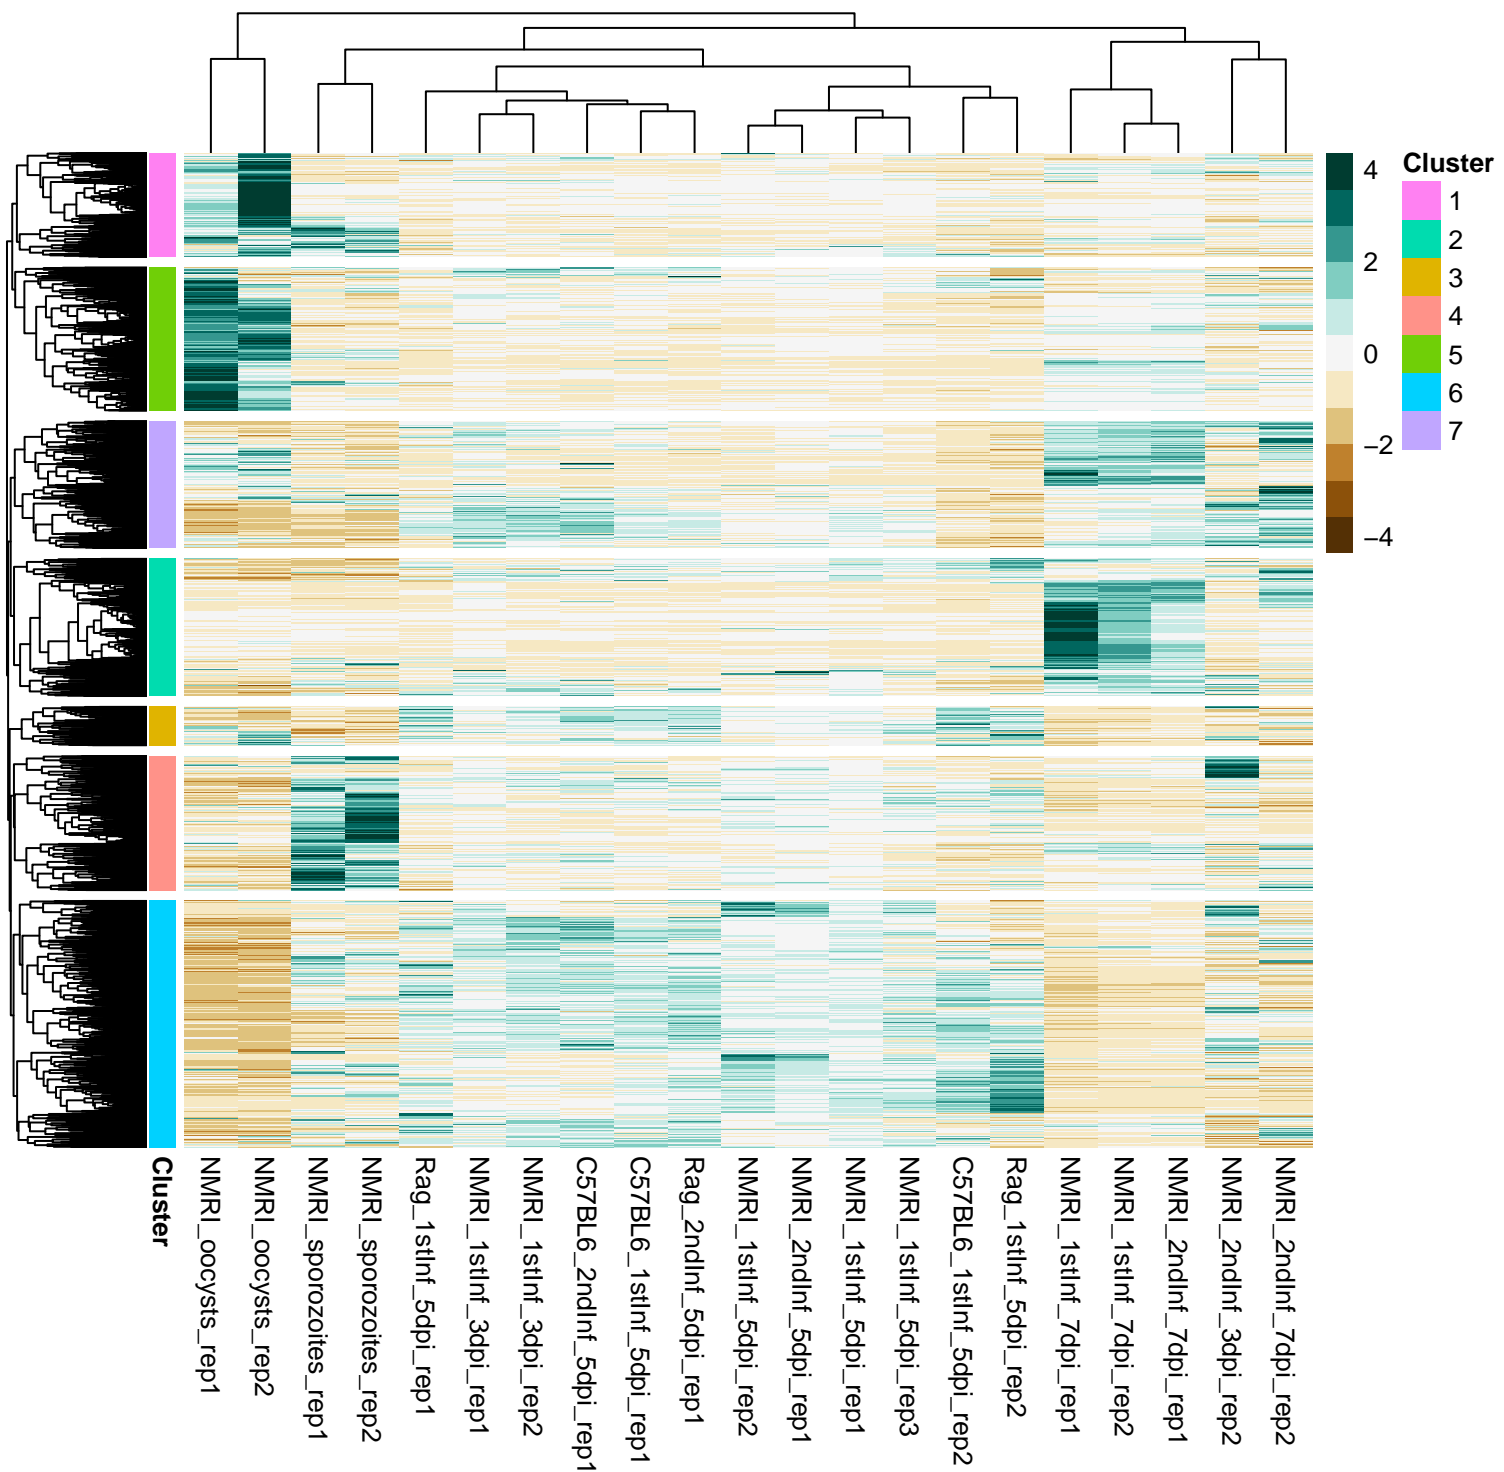 4
2
0
−2
−4
Cluster
1
2
3
4
5
6
7
Cluster
NMRI_oocysts_rep1
NMRI_oocysts_rep2
NMRI_sporozoites_rep1
NMRI_sporozoites_rep2
Rag_1stInf_5dpi_rep1
NMRI_1stInf_3dpi_rep1
NMRI_1stInf_3dpi_rep2
C57BL6_2ndInf_5dpi_rep1
C57BL6_1stInf_5dpi_rep1
Rag_2ndInf_5dpi_rep1
NMRI_1stInf_5dpi_rep2
NMRI_2ndInf_5dpi_rep1
NMRI_1stInf_5dpi_rep1
NMRI_1stInf_5dpi_rep3
C57BL6_1stInf_5dpi_rep2
Rag_1stInf_5dpi_rep2
NMRI_1stInf_7dpi_rep1
NMRI_1stInf_7dpi_rep2
NMRI_2ndInf_7dpi_rep1
NMRI_2ndInf_3dpi_rep2
NMRI_2ndInf_7dpi_rep2